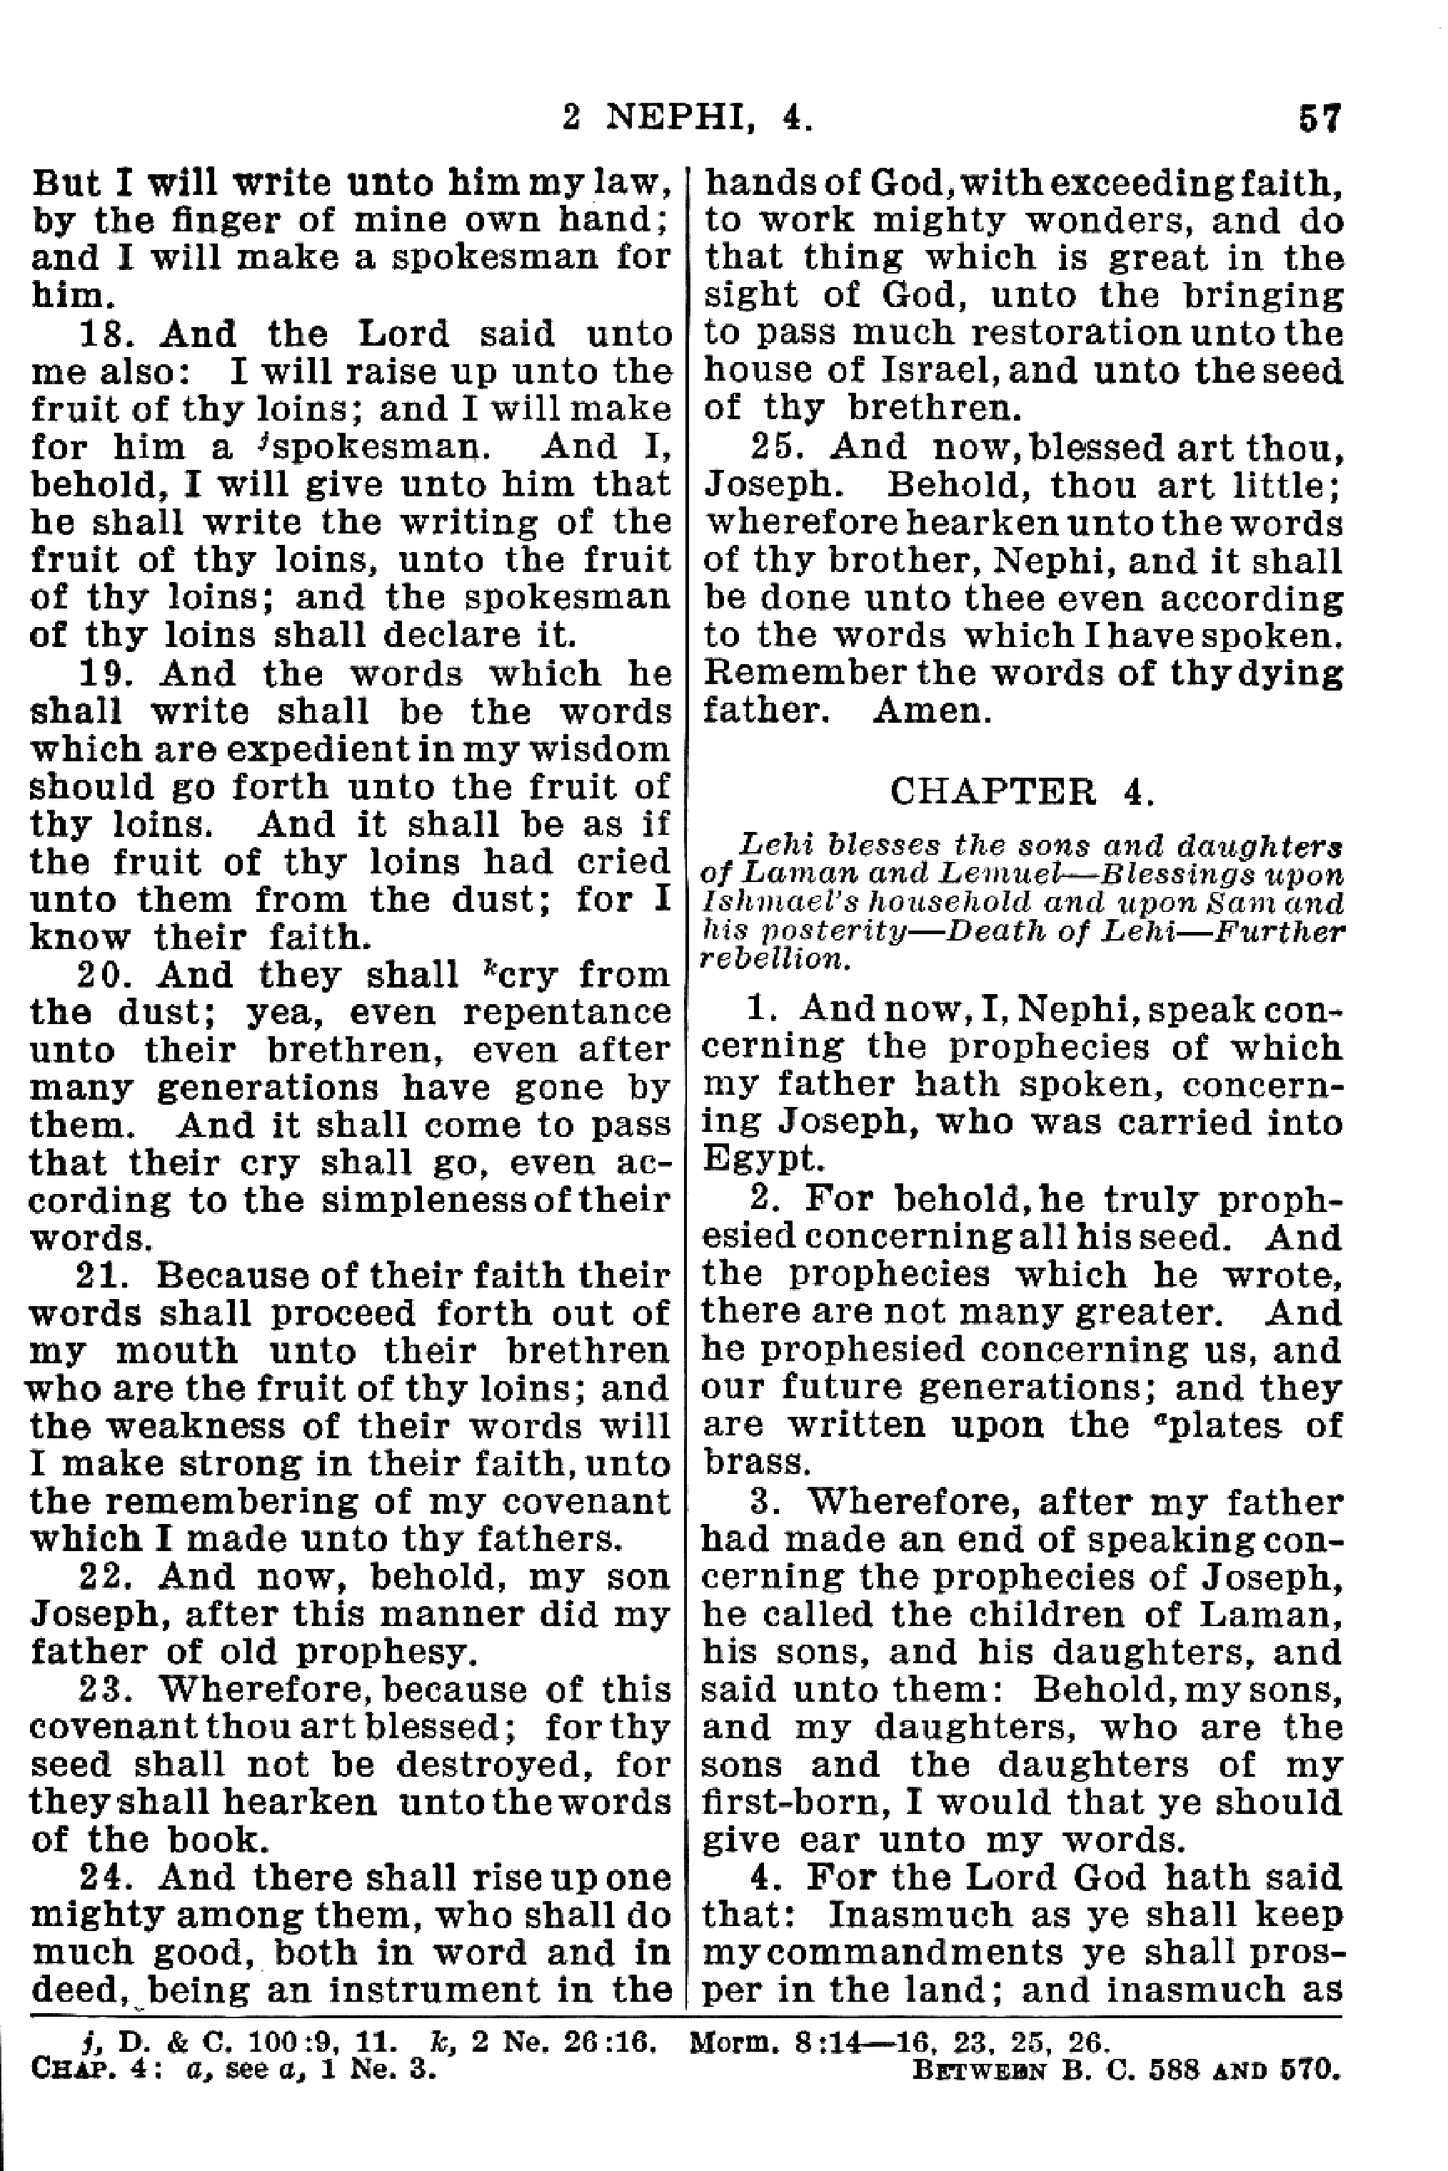 2 NEPHI, 4.
57
But I will write unto him my law,
by the finger of mine own hand;
and I will make a spokesman for
him.
18. And the Lord said unto
me also: I will raise up unto the
fruit of thy loins; and I will make
for him a jspokesman. And I,
behold, I will give unto him that
he shall write the writing of the
fruit of thy loins, unto the fruit
of thy loins; and the spokesman
of thy loins shall declare it.
19. And the words which he
shall write shall be the words
which are expedient in my wisdom
should go forth unto the fruit of
thy loins. And it shall be as if
the fruit of thy loins had cried
unto them from the dust; for I
know their faith.
20. And they shall kcry from
the dust; yea, even repentance
unto their brethren, even after
many generations have gone by
them. And it shall come to pass
that their cry shall go, even ac-
cording to the simpleness of their
words.
21. Because of their faith their
words shall proceed forth out of
my mouth unto their brethren
who are the fruit of thy loins; and
the weakness of their words will
I make strong in their faith, unto
the remembering of my covenant
which I made unto thy fathers.
22. And now, behold, my son
Joseph, after this manner did my
father of old prophesy.
23. Wherefore, because of this
covenant thou art blessed; for thy
seed shall not be destroyed, for
they shall hearken unto the words
of the book.
24. And there shall rise up one
mighty among them, who shall do
much good, both in word and in
deed, being an instrument in the
hands of God, with exceeding faith,
to work mighty wonders, and do
that thing which is great in the
sight of God, unto the bringing
to pass much restoration unto the
house of Israel, and unto the seed
of thy brethren.
25. And now, blessed art thou,
Joseph. Behold, thou art little;
wherefore hearken unto the words
of thy brother, Nephi, and it shall
be done unto thee even according
to the words which I have spoken.
Remember the words of thy dying
father. Amen.
CHAPTER 4.
Lehi blesses the sons and daughters
of Laman and Lemuel—Blessings upon
Ishmael's household and upon Sam and
his posterity—Death of Lehi—Further
rebellion.
1. And now, I, Nephi, speak con-
cerning the prophecies of which
my father hath spoken, concern-
ing Joseph, who was carried into
Egypt.
2. For behold, he truly proph-
esied concerning all his seed. And
the prophecies which he wrote,
there are not many greater. And
he prophesied concerning us, and
our future generations; and they
are written upon the aplates of
brass.
3. Wherefore, after my father
had made an end of speaking con-
cerning the prophecies of Joseph,
he called the children of Laman,
his sons, and his daughters, and
said unto them: Behold, my sons,
and my daughters, who are the
sons and the daughters of my
first-born, I would that ye should
give ear unto my words.
4. For the Lord God hath said
that: Inasmuch as ye shall keep
my commandments ye shall pros-
per in the land; and inasmuch as
j, D. & C. 100:9, 11. k, 2 Ne. 26:16. Morm. 8:14—16, 23, 25, 26.
CHAP. 4: a, see a, 1 Ne. 3.
BETWEEN B. C. 588 AND 570.